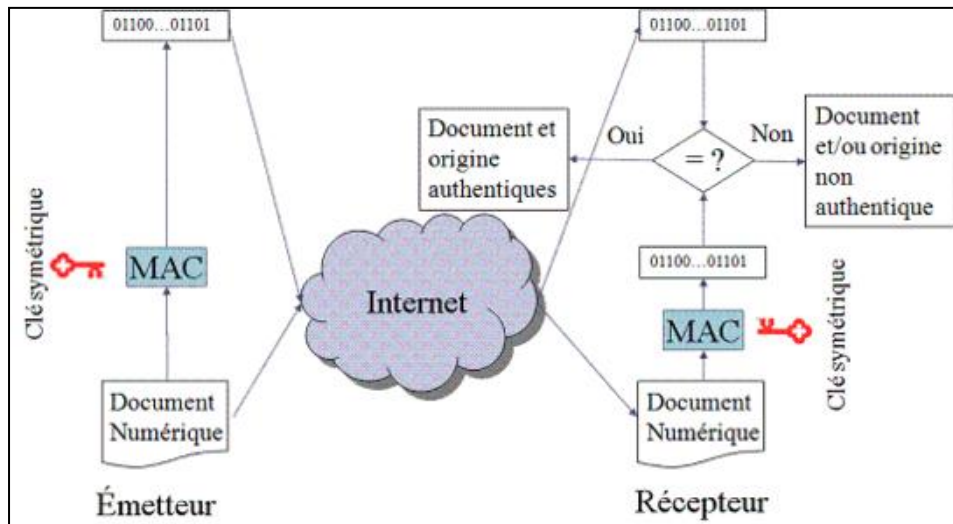 01100…01101
Clé symétrique
MAC
Document
Numérique
Émetteur
Internet
01100…01101
Document et
origine
authentiques
Oui
= ?
Non
Document
et/ou origine
non
authentique
01100…01101
MAC
Clé symétrique
Document
Numérique
Récepteur